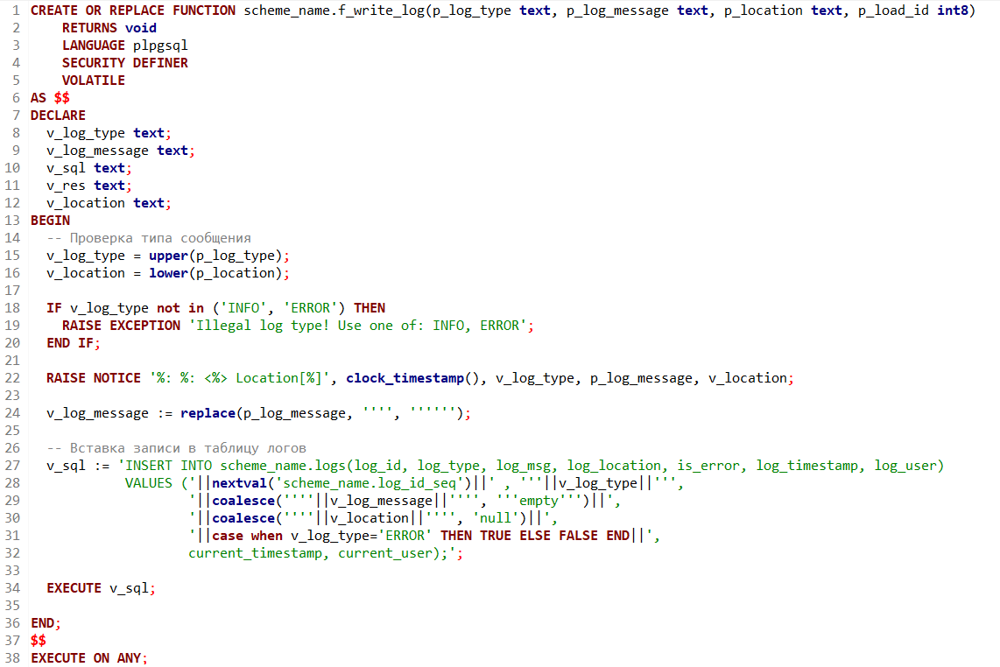 1 CREATE OR REPLACE FUNCTION scheme_name.f_write_log(p_log_type text, p_log_message text, p_location text, p_load_id int8)
2     RETURNS void
3     LANGUAGE plpgsql
4     SECURITY DEFINER
5     VOLATILE
6 AS $$
7 DECLARE
8   v_log_type text;
9   v_log_message text;
10   v_sql text;
11   v_res text;
12   v_location text;
13 BEGIN
14   -- Проверка типа сообщения
15   v_log_type = upper(p_log_type);
16   v_location = lower(p_location);
17
18   IF v_log_type not in ('INFO', 'ERROR') THEN
19     RAISE EXCEPTION 'Illegal log type! Use one of: INFO, ERROR';
20   END IF;
21
22   RAISE NOTICE '%: %: <%> Location[%]', clock_timestamp(), v_log_type, p_log_message, v_location;
23
24   v_log_message := replace(p_log_message, '''', '''''');
25
26   -- Вставка записи в таблицу логов
27   v_sql := 'INSERT INTO scheme_name.logs(log_id, log_type, log_msg, log_location, is_error, log_timestamp, log_user)
28             VALUES ('||nextval('scheme_name.log_id_seq')||' , '''||v_log_type||''',
29                     '||coalesce(''''||v_log_message||'''', '''empty''')||',
30                     '||coalesce(''''||v_location||'''', 'null')||',
31                     '||case when v_log_type='ERROR' THEN TRUE ELSE FALSE END||',
32                     current_timestamp, current_user);';
33
34   EXECUTE v_sql;
35
36 END;
37 $$
38 EXECUTE ON ANY;